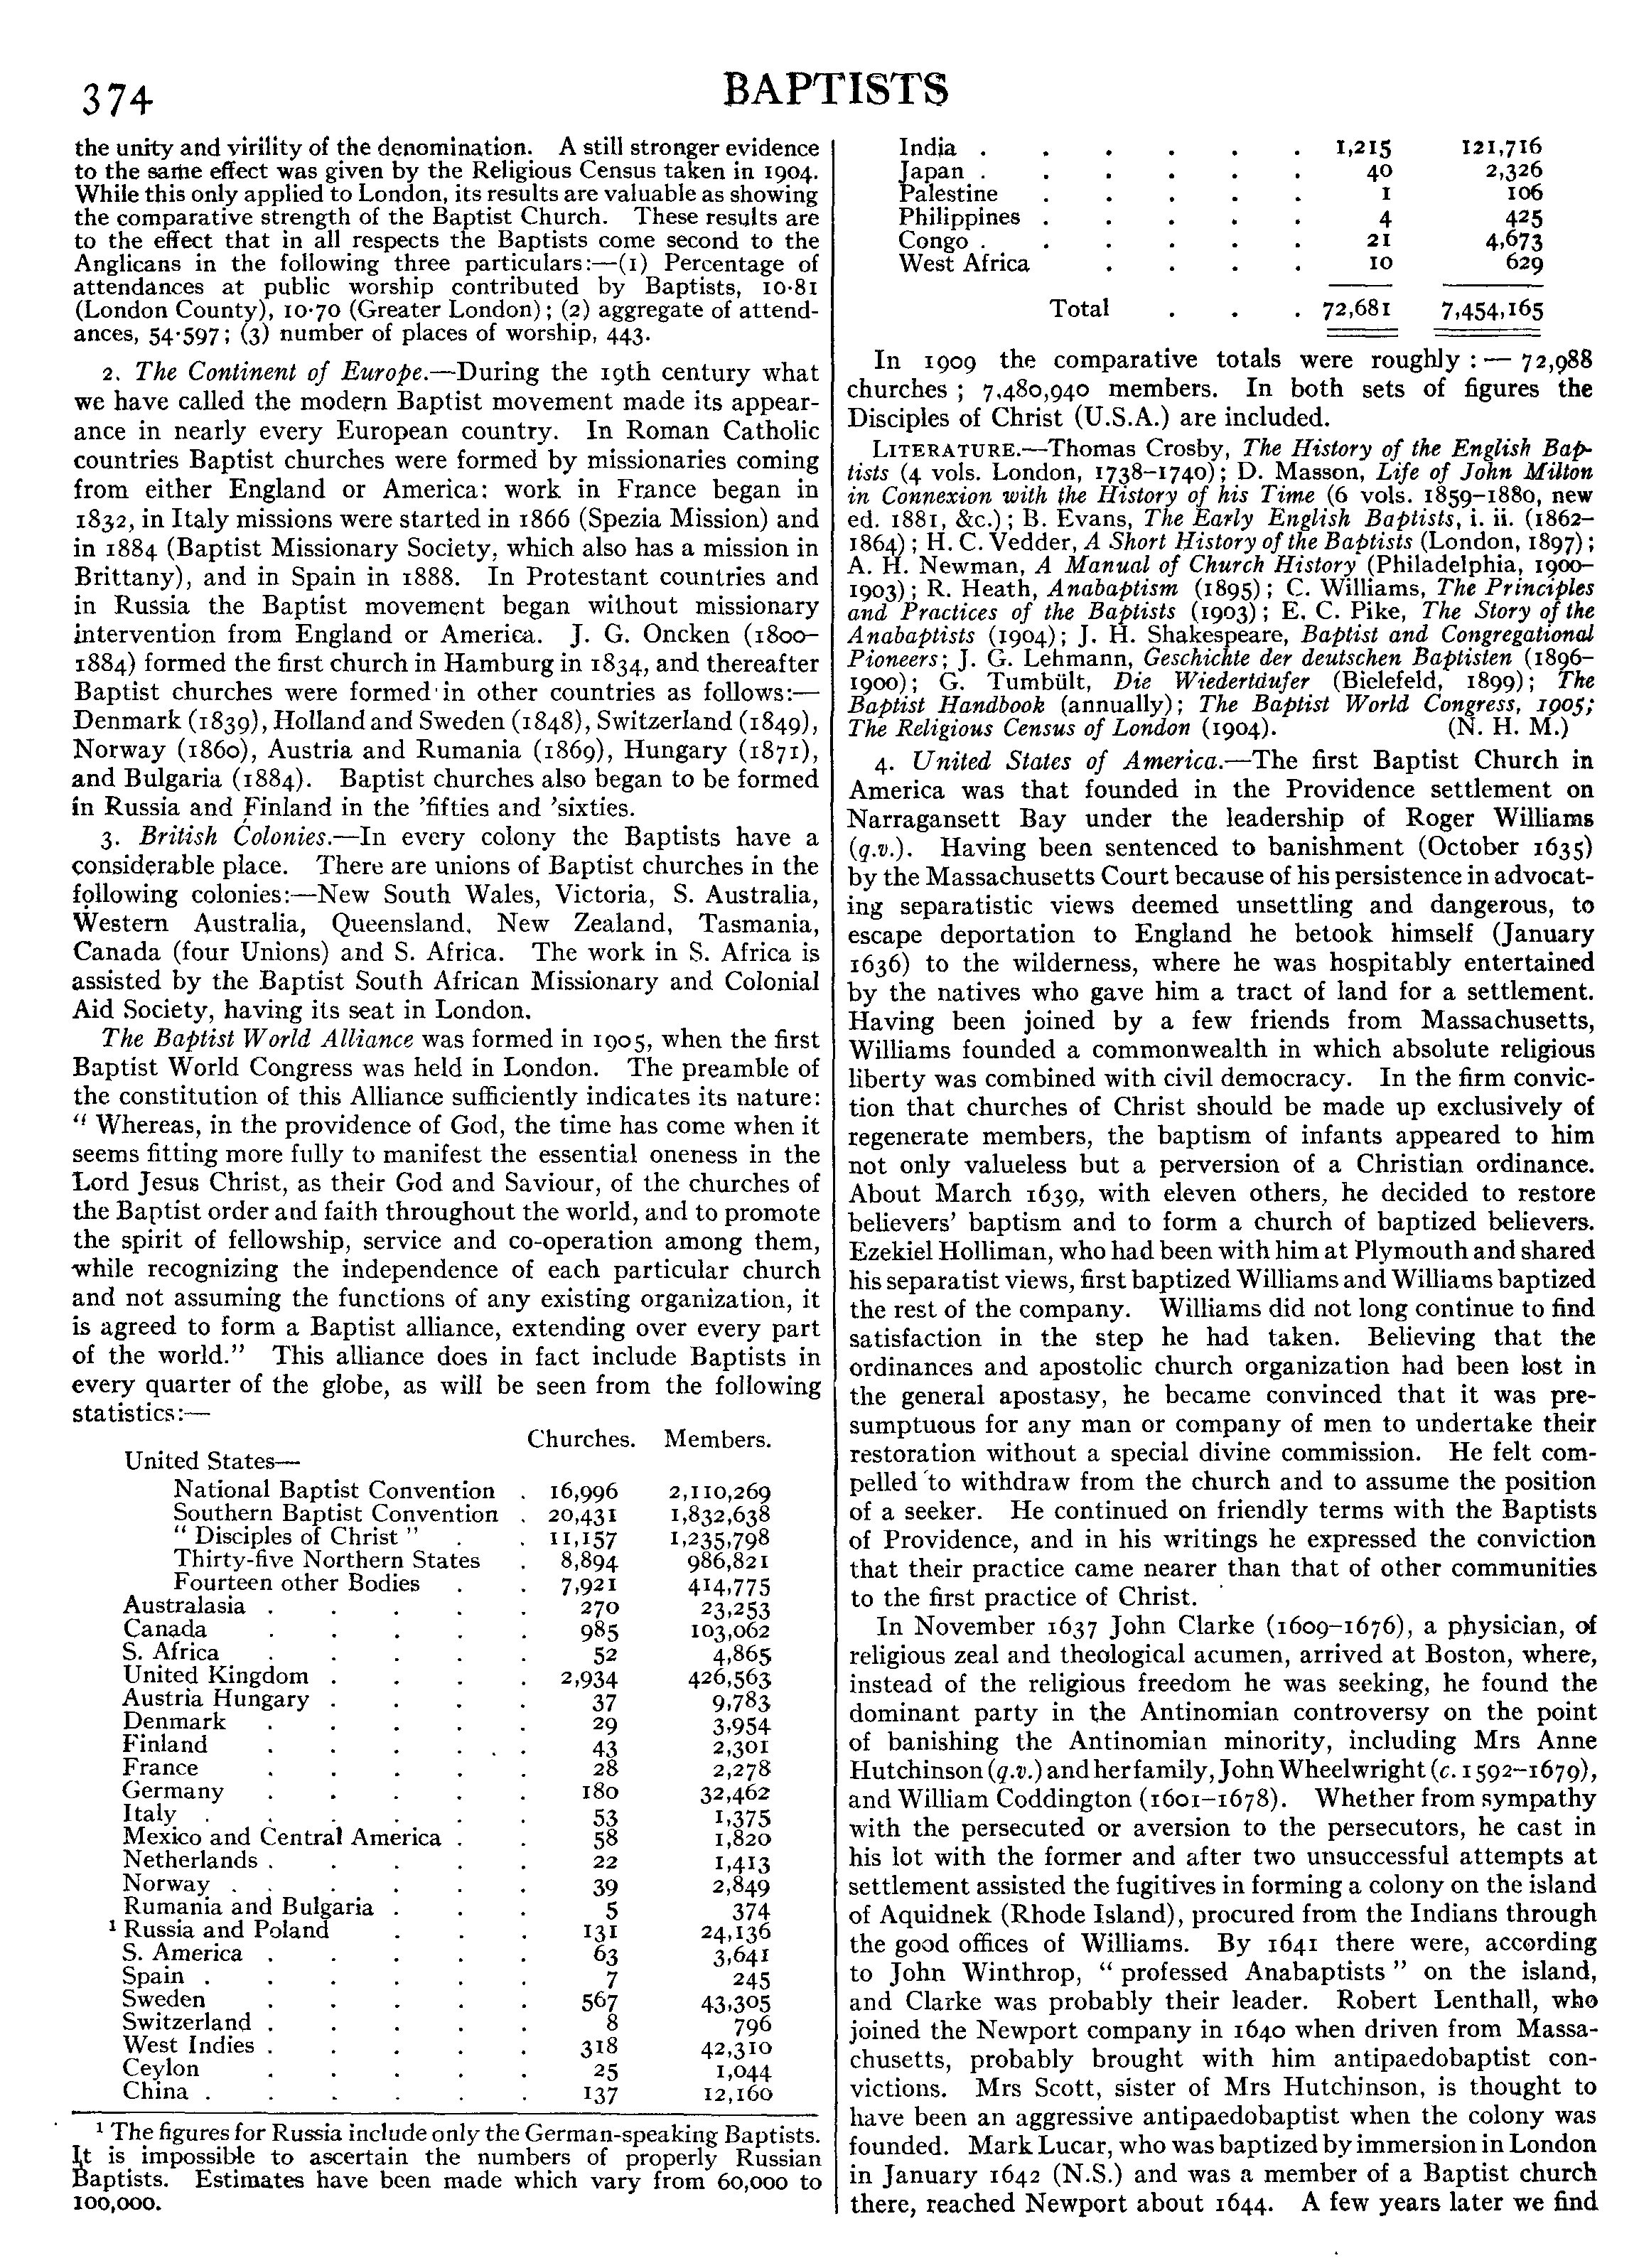 374
BAPTISTS
the unity and virility of the denomination. A still stronger evidence
to the same effect was given by the Religious Census taken in 1904.
While this only applied to London, its results are valuable as showing
the comparative strength of the Baptist Church. These results are
to the effect that in all respects the Baptists come second to the
Anglicans in the following three particulars:—(1) Percentage of
attendances at public worship contributed by Baptists, 10·81
(London County), 10·70 (Greater London); (2) aggregate of attend-
ances, 54·597; (3) number of places of worship, 443.
2. The Continent of Europe.—During the 19th century what
we have called the modern Baptist movement made its appear-
ance in nearly every European country. In Roman Catholic
countries Baptist churches were formed by missionaries coming
from either England or America: work in France began in
1832, in Italy missions were started in 1866 (Spezia Mission) and
in 1884 (Baptist Missionary Society, which also has a mission in
Brittany), and in Spain in 1888. In Protestant countries and
in Russia the Baptist movement began without missionary
intervention from England or America. J. G. Oncken (1800–
1884) formed the first church in Hamburg in 1834, and thereafter
Baptist churches were formed in other countries as follows:—
Denmark (1839), Holland and Sweden (1848), Switzerland (1849),
Norway (1860), Austria and Rumania (1869), Hungary (1871),
and Bulgaria (1884). Baptist churches also began to be formed
in Russia and Finland in the ’fifties and ’sixties.
3. British Colonies.—In every colony the Baptists have a
considerable place. There are unions of Baptist churches in the
following colonies:—New South Wales, Victoria, S. Australia,
Western Australia, Queensland, New Zealand, Tasmania,
Canada (four Unions) and S. Africa. The work in S. Africa is
assisted by the Baptist South African Missionary and Colonial
Aid Society, having its seat in London.
The Baptist World Alliance was formed in 1905, when the first
Baptist World Congress was held in London. The preamble of
the constitution of this Alliance sufficiently indicates its nature:
“ Whereas, in the providence of God, the time has come when it
seems fitting more fully to manifest the essential oneness in the
Lord Jesus Christ, as their God and Saviour, of the churches of
the Baptist order and faith throughout the world, and to promote
the spirit of fellowship, service and co-operation among them,
while recognizing the independence of each particular church
and not assuming the functions of any existing organization, it
is agreed to form a Baptist alliance, extending over every part
of the world.” This alliance does in fact include Baptists in
every quarter of the globe, as will be seen from the following
statistics:—
Churches. Members.
United States—
National Baptist Convention . 16,996 2,110,269
Southern Baptist Convention . 20,431 1,832,638
“ Disciples of Christ ” . . 11,157 1,235,798
Thirty-five Northern States . 8,894 986,821
Fourteen other Bodies . . 7,921 414,775
Australasia . . . . . 270 23,253
Canada . . . . . 985 103,062
S. Africa . . . . . 52 4,865
United Kingdom . . . . 2,934 426,563
Austria Hungary . . . . 37 9,783
Denmark . . . . . 29 3,954
Finland . . . . . 43 2,301
France . . . . . 28 2,278
Germany . . . . . 180 32,462
Italy . . . . . . 53 1,375
Mexico and Central America . . 58 1,820
Netherlands . . . . . 22 1,413
Norway . . . . . . 39 2,849
Rumania and Bulgaria . . . 5 374
¹ Russia and Poland . . . 131 24,136
S. America . . . . . 63 3,641
Spain . . . . . . 7 245
Sweden . . . . . 567 43,305
Switzerland . . . . . 8 796
West Indies . . . . . 318 42,310
Ceylon . . . . . 25 1,044
China . . . . . . 137 12,160
¹ The figures for Russia include only the German-speaking Baptists.
It is impossible to ascertain the numbers of properly Russian
Baptists. Estimates have been made which vary from 60,000 to
100,000.
India . . . . . . 1,215 121,716
Japan . . . . . . 40 2,326
Palestine . . . . . 1 106
Philippines . . . . . 4 425
Congo . . . . . . 21 4,673
West Africa . . . . 10 629
Total . . . 72,681 7,454,165
In 1909 the comparative totals were roughly :— 72,988
churches ; 7,480,940 members. In both sets of figures the
Disciples of Christ (U.S.A.) are included.
LITERATURE.—Thomas Crosby, The History of the English Bap-
tists (4 vols. London, 1738–1740); D. Masson, Life of John Milton
in Connexion with the History of his Time (6 vols. 1859–1880, new
ed. 1881, &c.); B. Evans, The Early English Baptists, i. ii. (1862–
1864); H. C. Vedder, A Short History of the Baptists (London, 1897);
A. H. Newman, A Manual of Church History (Philadelphia, 1900–
1903); R. Heath, Anabaptism (1895); C. Williams, The Principles
and Practices of the Baptists (1903); E. C. Pike, The Story of the
Anabaptists (1904); J. H. Shakespeare, Baptist and Congregational
Pioneers; J. G. Lehmann, Geschichte der deutschen Baptisten (1896–
1900); G. Tumbült, Die Wiedertäufer (Bielefeld, 1899); The
Baptist Handbook (annually); The Baptist World Congress, 1905;
The Religious Census of London (1904). (N. H. M.)
4. United States of America.—The first Baptist Church in
America was that founded in the Providence settlement on
Narragansett Bay under the leadership of Roger Williams
(q.v.). Having been sentenced to banishment (October 1635)
by the Massachusetts Court because of his persistence in advocat-
ing separatistic views deemed unsettling and dangerous, to
escape deportation to England he betook himself (January
1636) to the wilderness, where he was hospitably entertained
by the natives who gave him a tract of land for a settlement.
Having been joined by a few friends from Massachusetts,
Williams founded a commonwealth in which absolute religious
liberty was combined with civil democracy. In the firm convic-
tion that churches of Christ should be made up exclusively of
regenerate members, the baptism of infants appeared to him
not only valueless but a perversion of a Christian ordinance.
About March 1639, with eleven others, he decided to restore
believers’ baptism and to form a church of baptized believers.
Ezekiel Holliman, who had been with him at Plymouth and shared
his separatist views, first baptized Williams and Williams baptized
the rest of the company. Williams did not long continue to find
satisfaction in the step he had taken. Believing that the
ordinances and apostolic church organization had been lost in
the general apostasy, he became convinced that it was pre-
sumptuous for any man or company of men to undertake their
restoration without a special divine commission. He felt com-
pelled to withdraw from the church and to assume the position
of a seeker. He continued on friendly terms with the Baptists
of Providence, and in his writings he expressed the conviction
that their practice came nearer than that of other communities
to the first practice of Christ.
In November 1637 John Clarke (1609–1676), a physician, of
religious zeal and theological acumen, arrived at Boston, where,
instead of the religious freedom he was seeking, he found the
dominant party in the Antinomian controversy on the point
of banishing the Antinomian minority, including Mrs Anne
Hutchinson (q.v.) and her family, John Wheelwright (c. 1592–1679),
and William Coddington (1601–1678). Whether from sympathy
with the persecuted or aversion to the persecutors, he cast in
his lot with the former and after two unsuccessful attempts at
settlement assisted the fugitives in forming a colony on the island
of Aquidnek (Rhode Island), procured from the Indians through
the good offices of Williams. By 1641 there were, according
to John Winthrop, “ professed Anabaptists ” on the island,
and Clarke was probably their leader. Robert Lenthall, who
joined the Newport company in 1640 when driven from Massa-
chusetts, probably brought with him antipaedobaptist con-
victions. Mrs Scott, sister of Mrs Hutchinson, is thought to
have been an aggressive antipaedobaptist when the colony was
founded. Mark Lucar, who was baptized by immersion in London
in January 1642 (N.S.) and was a member of a Baptist church
there, reached Newport about 1644. A few years later we find